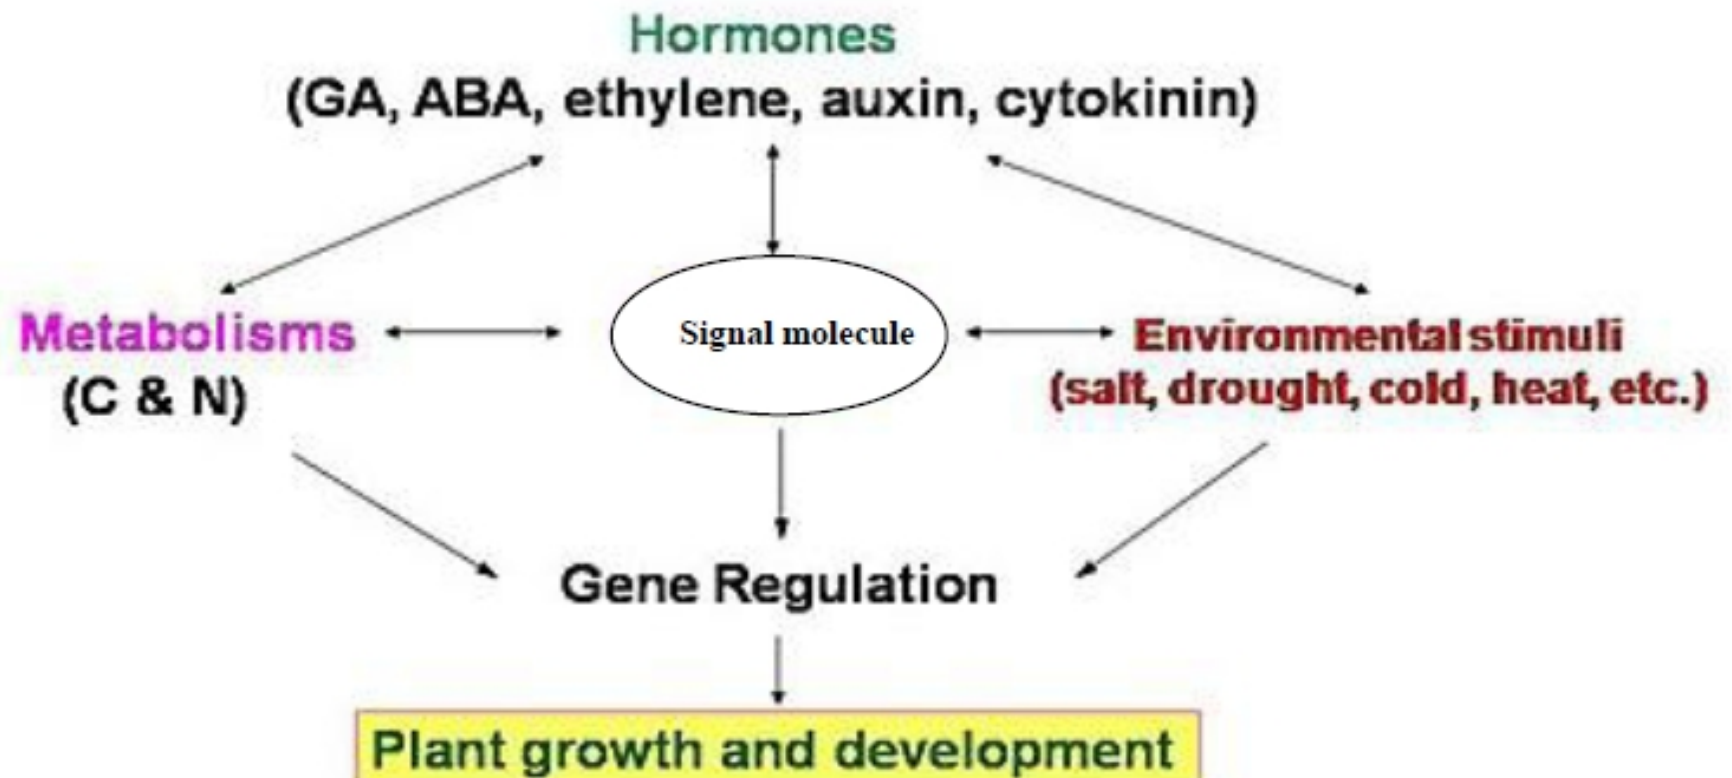 Hormones
(GA, ABA, ethylene, auxin, cytokinin)
Metabolisms
(C & N)
Signal molecule
Environmental stimuli
(salt, drought, cold, heat, etc.)
Gene Regulation
Plant growth and development